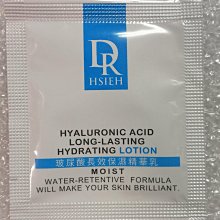 DR
HSIEH
HYALURONIC ACID
LONG-LASTING
HYDRATING LOTION
玻尿酸長效保濕精華乳
MOIST
WATER-RETENTIVE FORMULA
WILL MAKE YOUR SKIN BRILLIANT.